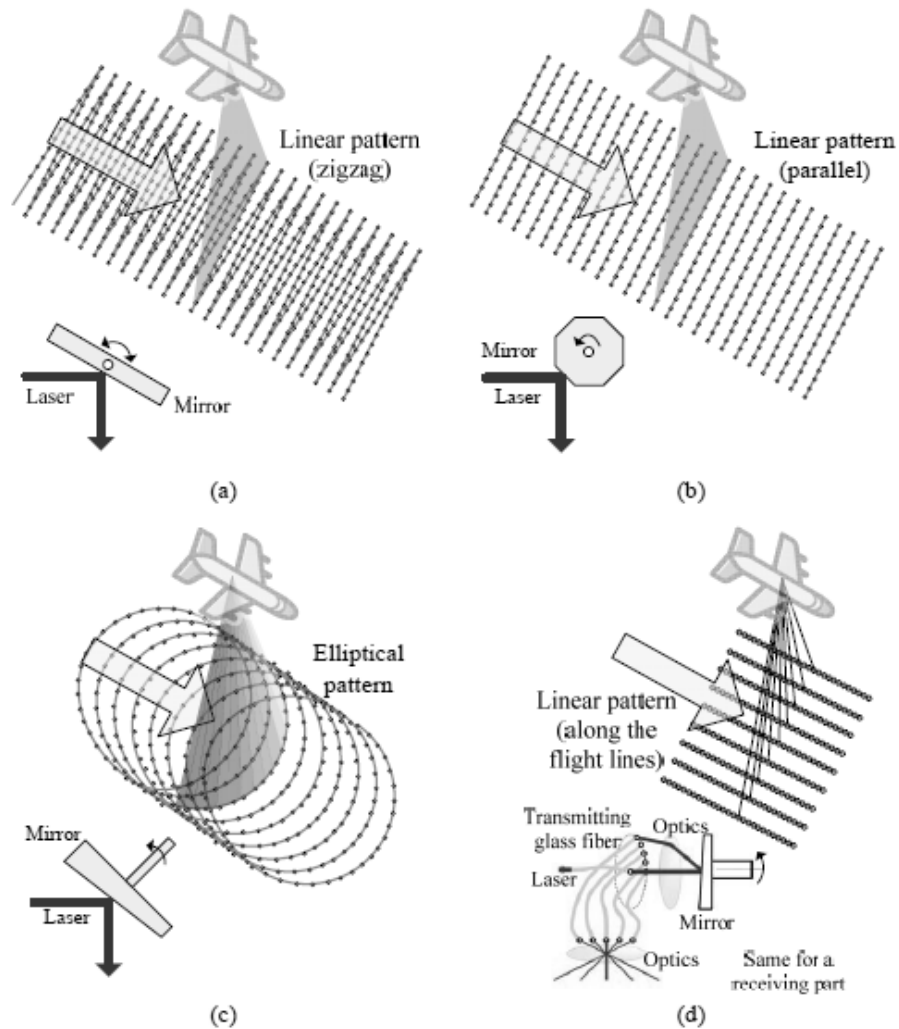 Linear pattern
(zigzag)
Laser
Mirror
(a)
Linear pattern
(parallel)
Mirror
Laser
(b)
Elliptical
pattern
Mirror
Laser
(c)
Linear pattern
(along the
flight lines)
Transmitting
glass fiber
Optics
Laser
Mirror
Optics
Same for a
receiving part
(d)